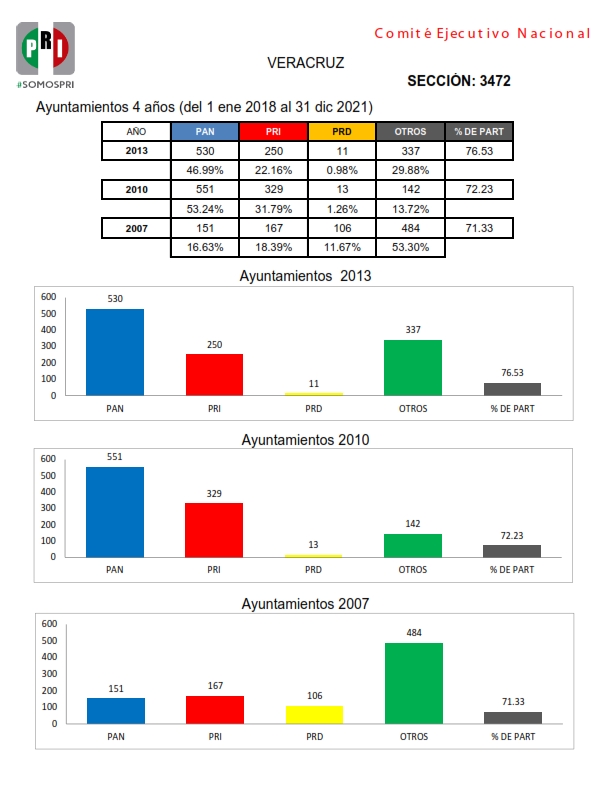 Comité Ejecutivo Nacional
PRI
#SOMOSPRI
VERACRUZ
SECCIÓN: 3472
Ayuntamientos 4 años (del 1 ene 2018 al 31 dic 2021)
AÑO PAN PRI PRD OTROS % DE PART
2013 530 250 11 337 76.53
46.99% 22.16% 0.98% 29.88%
2010 551 329 13 142 72.23
53.24% 31.79% 1.26% 13.72%
2007 151 167 106 484 71.33
16.63% 18.39% 11.67% 53.30%
Ayuntamientos 2013
600
500
400
300
200
100
0
530 250 11 337 76.53
PAN PRI PRD OTROS % DE PART
Ayuntamientos 2010
600
500
400
300
200
100
0
551 329 13 142 72.23
PAN PRI PRD OTROS % DE PART
Ayuntamientos 2007
600
500
400
300
200
100
0
151 167 106 484 71.33
PAN PRI PRD OTROS % DE PART